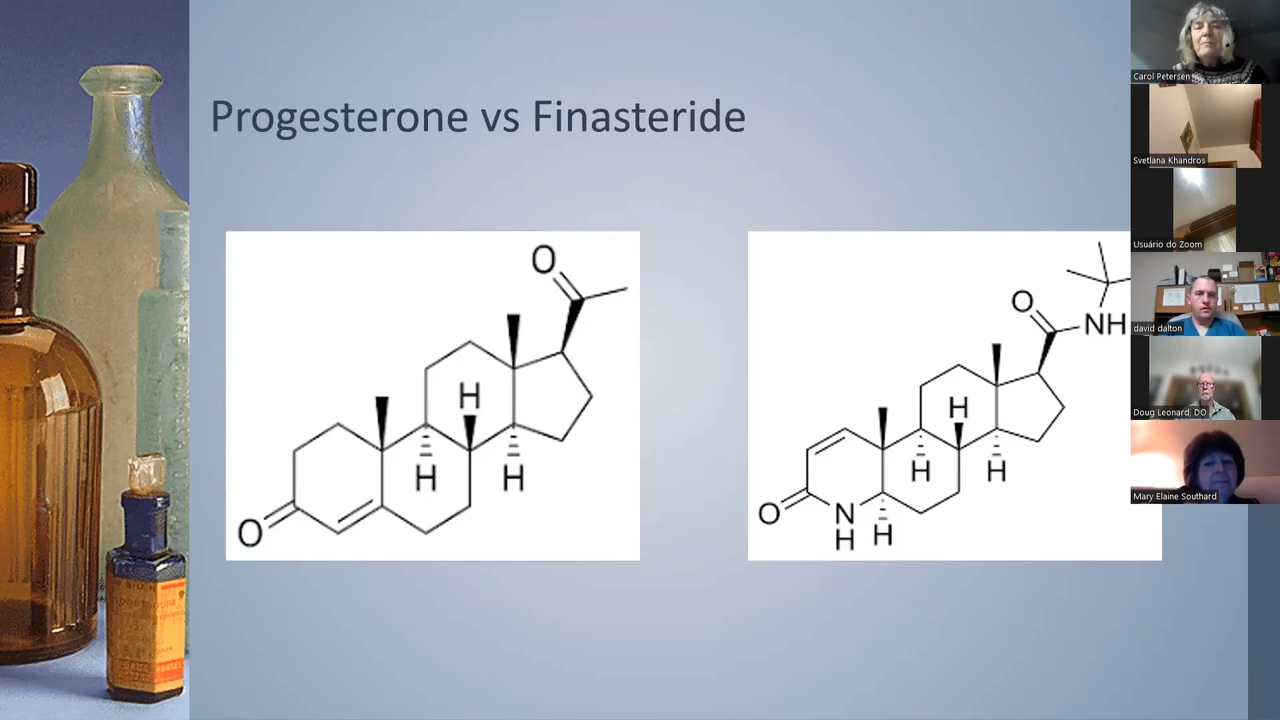 Progesterone vs Finasteride
O
H
H
H
O
O
NH
H
H
H
O
N
H
H
Carol Petersen
Svetlana Khandros
Usuário do Zoom
david dalton
Doug Leonard, DO
Mary Elaine Southard